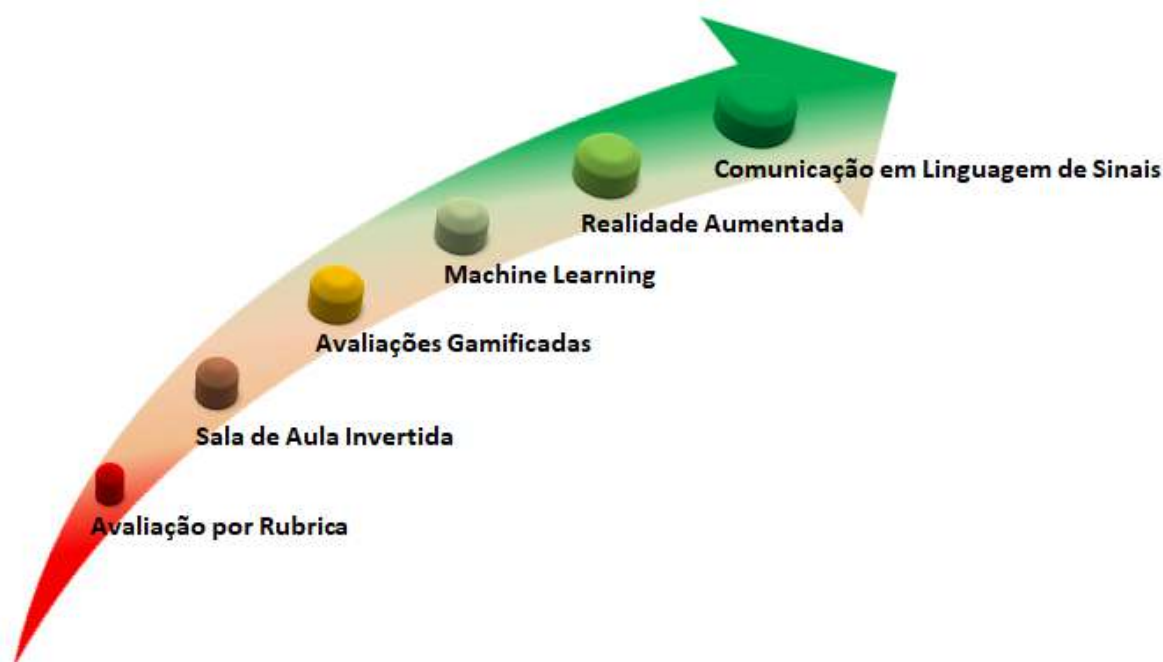 Comunicação em Linguagem de Sinais
Realidade Aumentada
Machine Learning
Avaliações Gamificadas
Sala de Aula Invertida
Avaliação por Rubrica